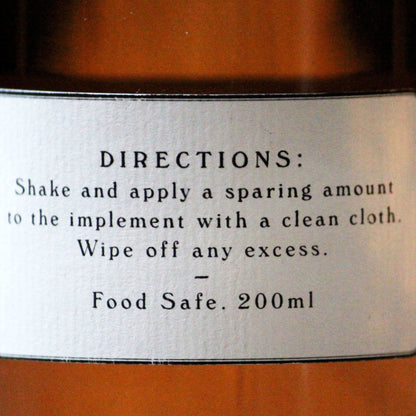 DIRECTIONS:
Shake and apply a sparing amount
to the implement with a clean cloth.
Wipe off any excess.
–
Food Safe. 200ml